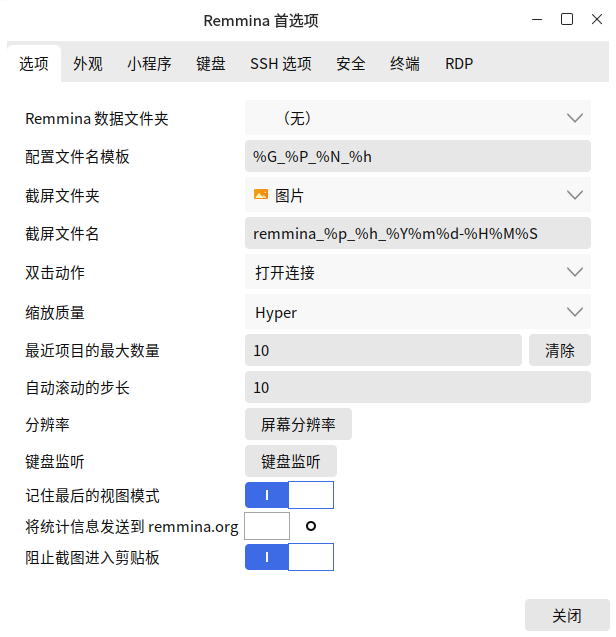 Remmina 首选项
选项 外观 小程序 键盘 SSH 选项 安全 终端 RDP
Remmina 数据文件夹 （无）
配置文件名模板 %G_%P_%N_%h
截屏文件夹 图片
截屏文件名 remmina_%p_%h_%Y%m%d-%H%M%S
双击动作 打开连接
缩放质量 Hyper
最近项目的最大数量 10 清除
自动滚动的步长 10
分辨率 屏幕分辨率
键盘监听 键盘监听
记住最后的视图模式
将统计信息发送到 remmina.org
阻止截图进入剪贴板
关闭